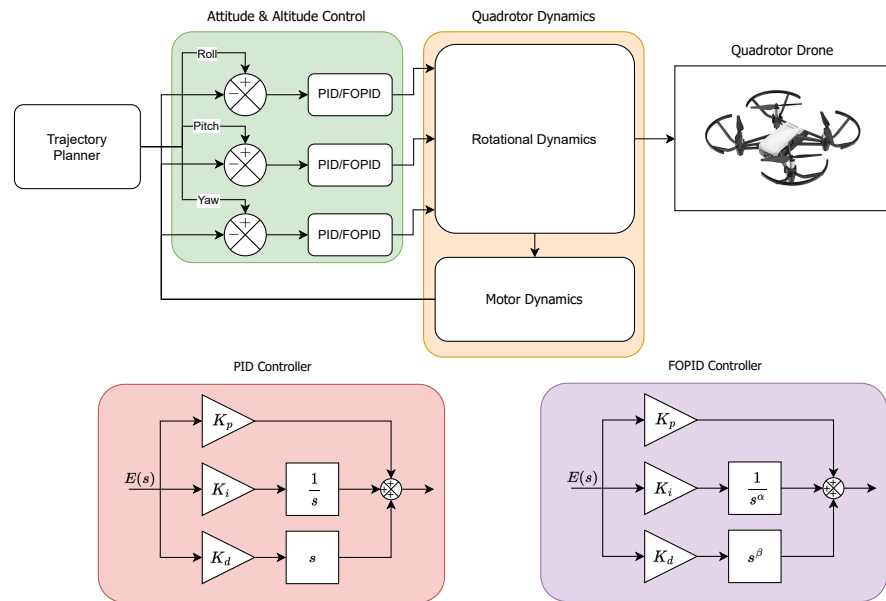 Attitude & Altitude Control
Quadrotor Dynamics
Quadrotor Drone
Roll
+
−
PID/FOPID
Trajectory
Planner
Pitch
+
−
PID/FOPID
Rotational Dynamics
Yaw
+
−
PID/FOPID
Motor Dynamics
PID Controller
FOPID Controller
E(s)
K_p
K_i
1
s
K_d
s
+
+
+
E(s)
K_p
K_i
1
s^α
K_d
s^β
+
+
+